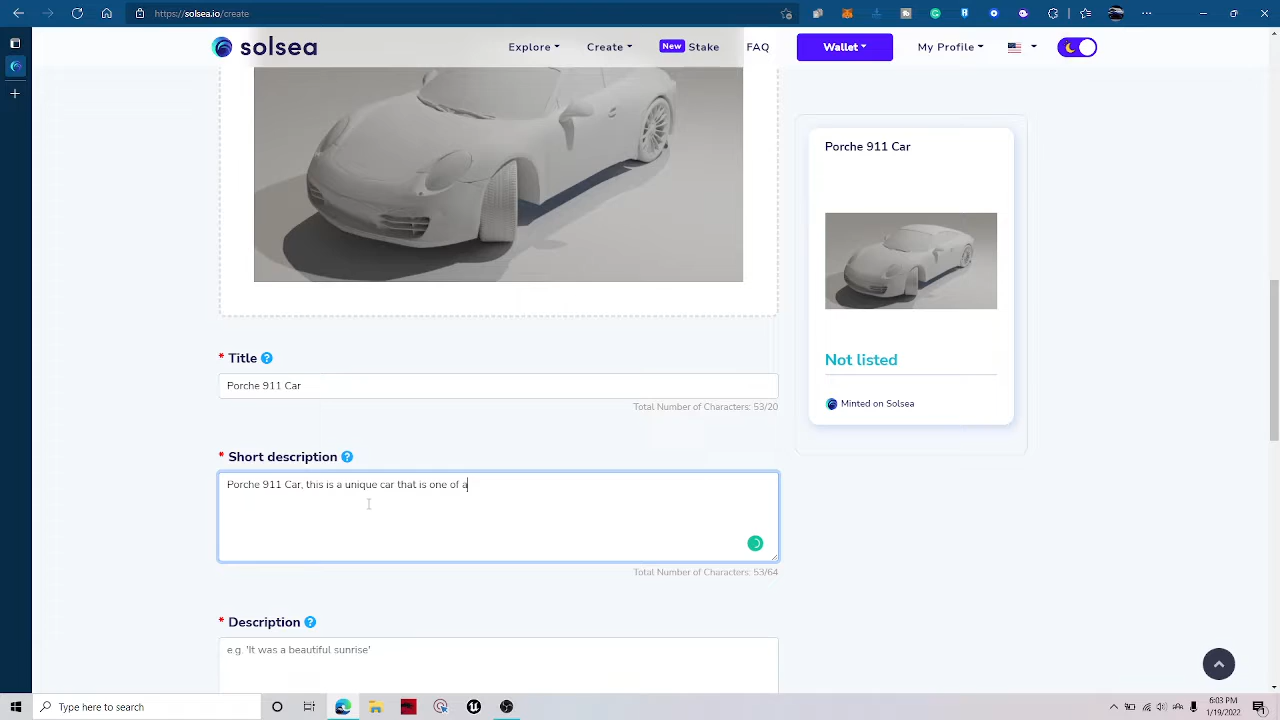 https://solsea.io/create
solsea
Explore
Create
New
Stake
FAQ
Wallet
My Profile
Porche 911 Car
Not listed
Minted on Solsea
* Title ?
Porche 911 Car
Total Number of Characters: 53/20
* Short description ?
Porche 911 Car, this is a unique car that is one of a
Total Number of Characters: 53/64
* Description ?
e.g. 'It was a beautiful sunrise'
Type here to search
6:03 PM
1/19/2022